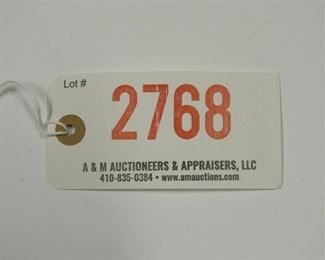 Lot #
2768
A & M AUCTIONEERS & APPRAISERS, LLC
410-835-0384 • www.amauctions.com